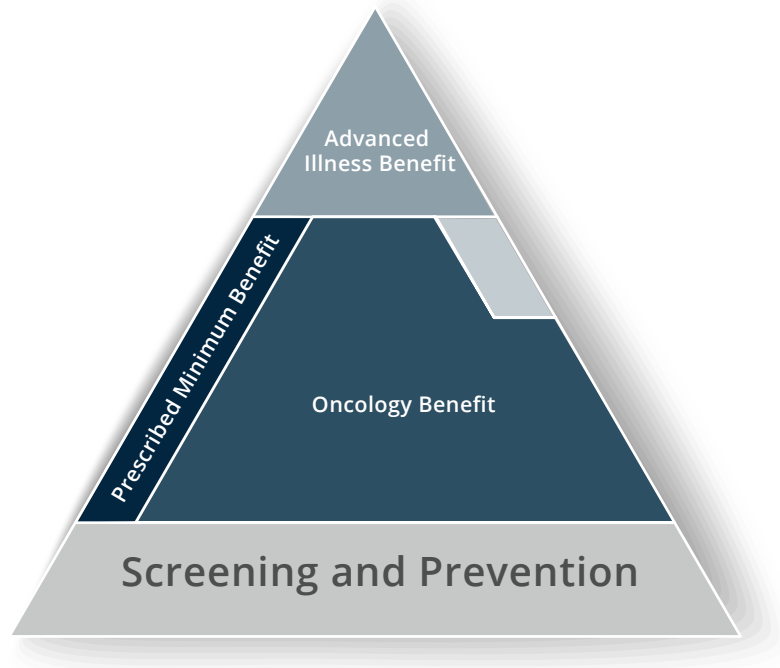 Advanced
Illness Benefit
Prescribed Minimum Benefit
Oncology Benefit
Screening and Prevention